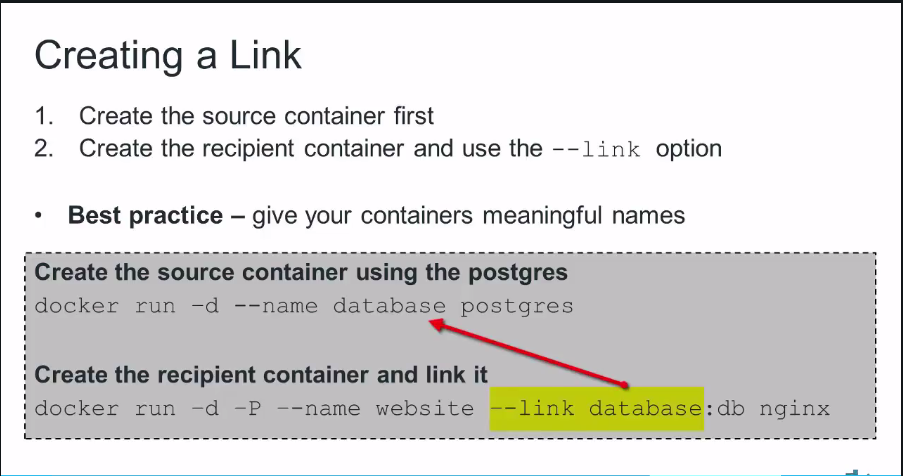 Creating a Link
1. Create the source container first
2. Create the recipient container and use the --link option
• Best practice – give your containers meaningful names
Create the source container using the postgres
docker run –d --name database postgres
Create the recipient container and link it
docker run –d –P --name website --link database:db nginx